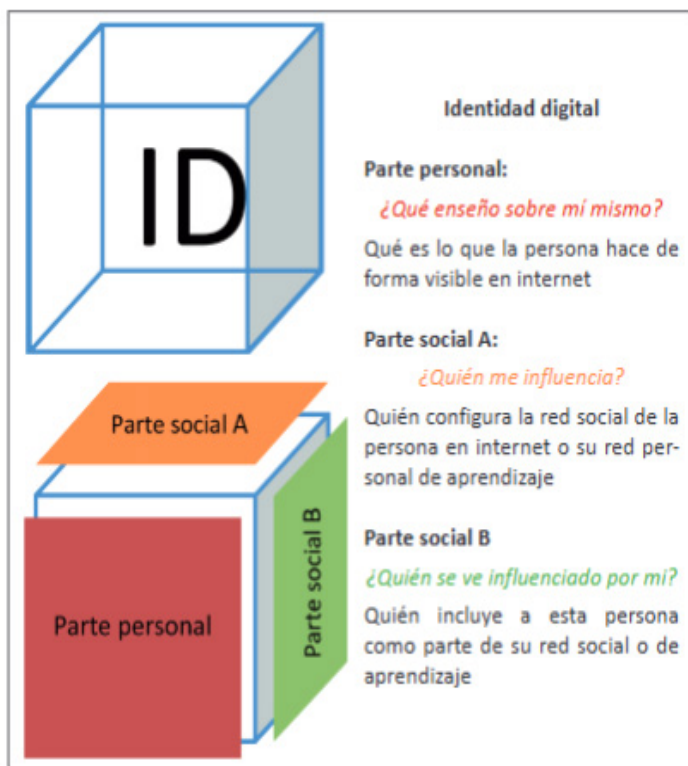 ID
Parte social A
Parte personal
Parte social B
Identidad digital
Parte personal:
¿Qué enseño sobre mí mismo?
Qué es lo que la persona hace de
forma visible en internet
Parte social A:
¿Quién me influencia?
Quién configura la red social de la
persona en internet o su red per-
sonal de aprendizaje
Parte social B
¿Quién se ve influenciado por mi?
Quién incluye a esta persona
como parte de su red social o de
aprendizaje